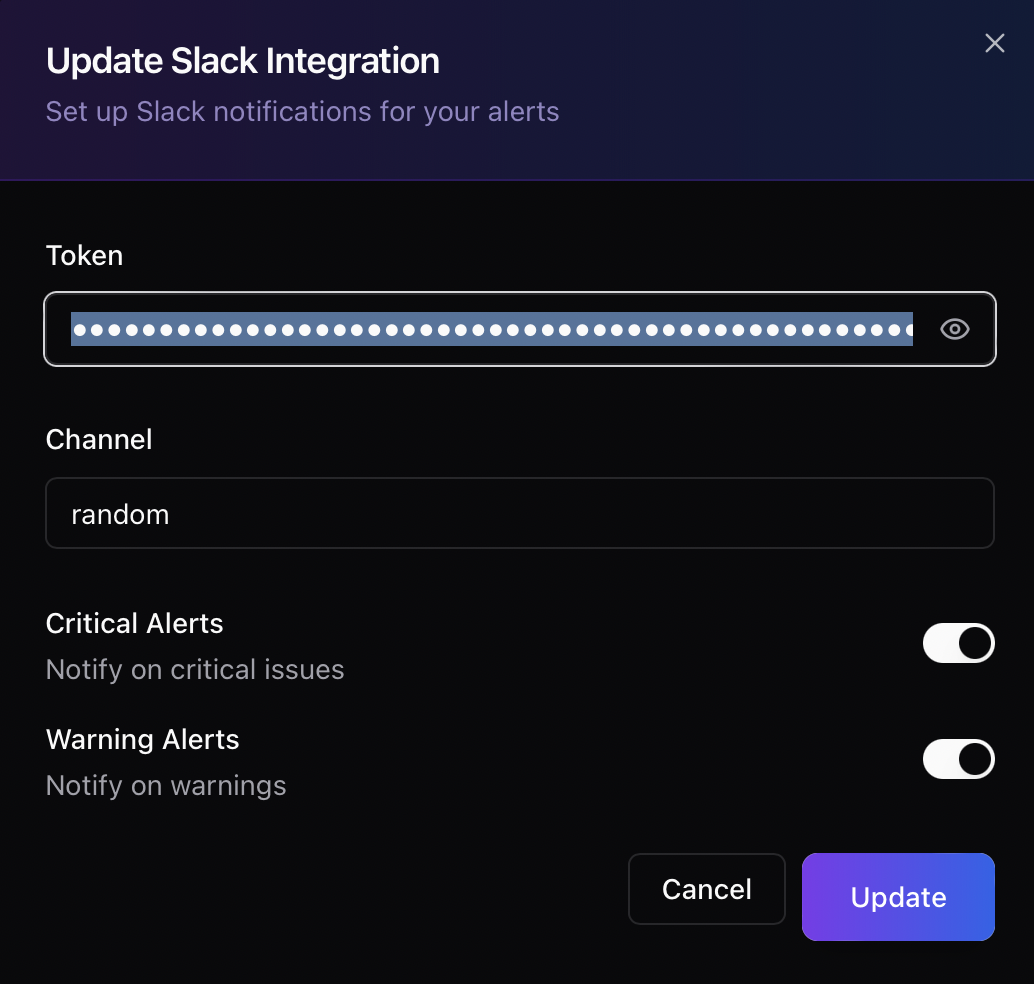 Update Slack Integration
Set up Slack notifications for your alerts
Token
Channel
random
Critical Alerts
Notify on critical issues
Warning Alerts
Notify on warnings
Cancel
Update